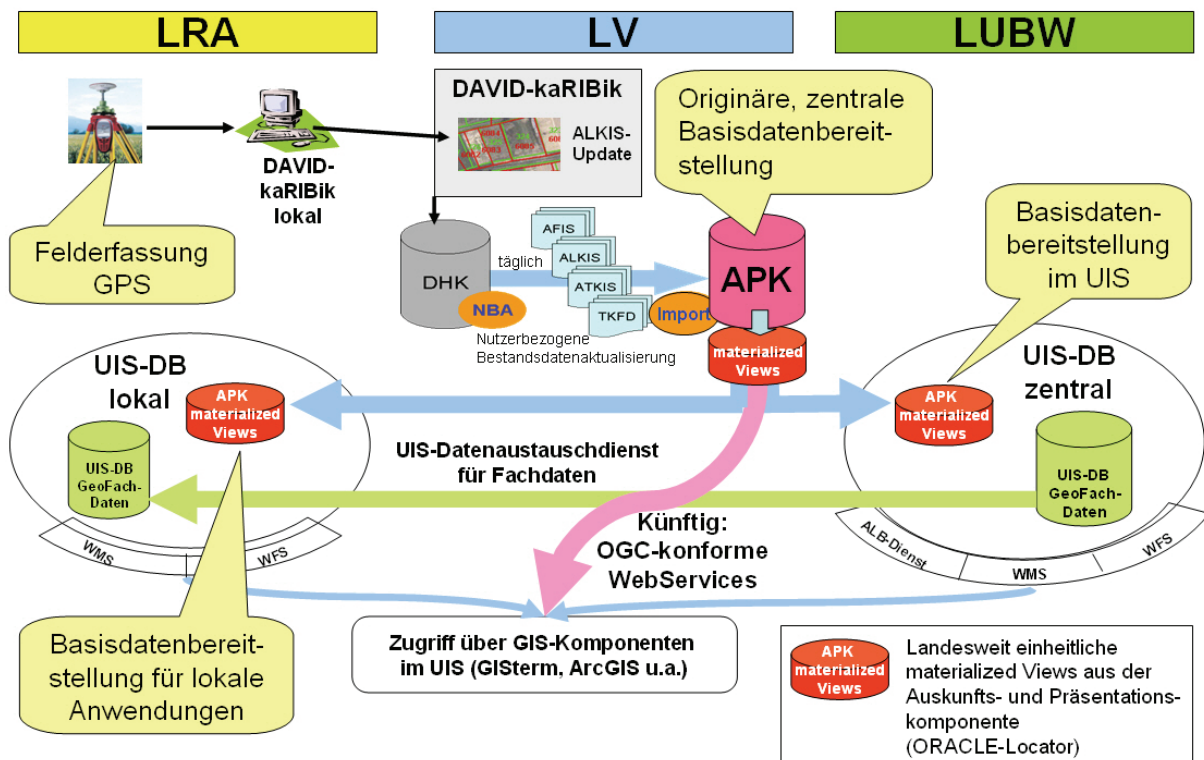 LRA
LV
LUBW
DAVID-kaRIBik
ALKIS-
Update
6004
6002
6003
6005
Originäre, zentrale
Basisdatenbereit-
stellung
DAVID-
kaRIBik
lokal
Felderfassung
GPS
Basisdaten-
bereitstellung
im UIS
DHK
NBA
täglich
AFIS
ALKIS
ATKIS
TKFD
Import
APK
materialized
Views
Nutzerbezogene
Bestandsdatenaktualisierung
UIS-DB
lokal
APK
materialized
Views
UIS-DB
GeoFach-
Daten
WMS
WFS
UIS-DB
zentral
APK
materialized
Views
UIS-DB
GeoFach-
Daten
ALB-Dienst
WMS
WFS
UIS-Datenaustauschdienst
für Fachdaten
Künftig:
OGC-konforme
WebServices
Basisdatenbereit-
stellung für lokale
Anwendungen
Zugriff über GIS-Komponenten
im UIS (GISterm, ArcGIS u.a.)
APK
materialized
Views
Landesweit einheitliche
materialized Views aus der
Auskunfts- und Präsentations-
komponente
(ORACLE-Locator)